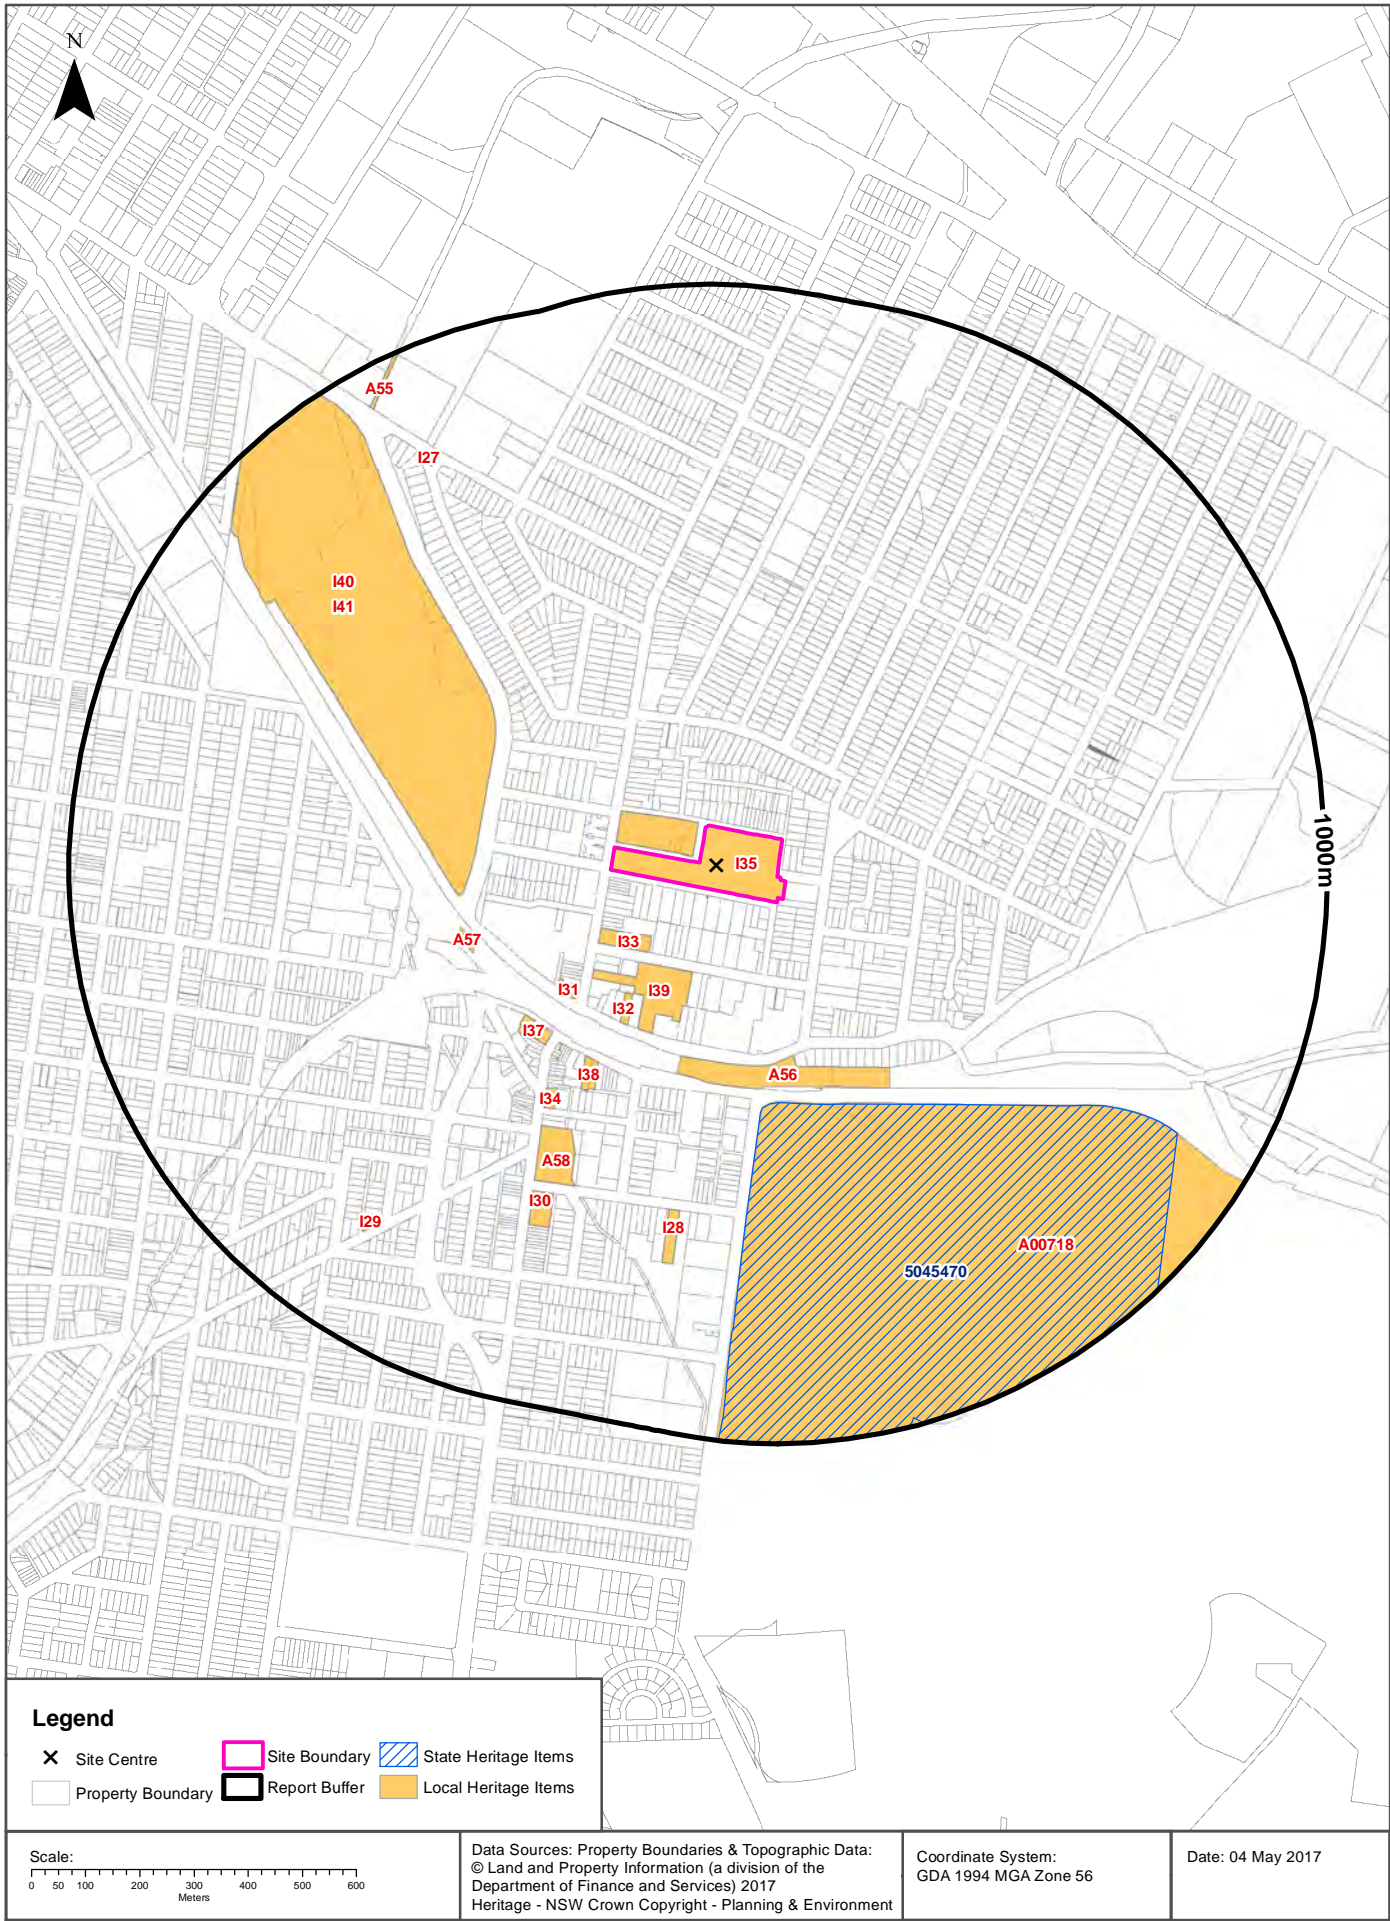 N
A55
I27
I40
I41
1000m
I35
A57
I33
I31
I39
I32
I37
I38
A56
I34
A58
I30
I29
I28
A00718
5045470
Legend
Site Centre
Site Boundary
State Heritage Items
Property Boundary
Report Buffer
Local Heritage Items
Scale:
0 50 100 200 300 400 500 600
Meters
Data Sources: Property Boundaries & Topographic Data:
© Land and Property Information (a division of the
Department of Finance and Services) 2017
Heritage - NSW Crown Copyright - Planning & Environment
Coordinate System:
GDA 1994 MGA Zone 56
Date: 04 May 2017